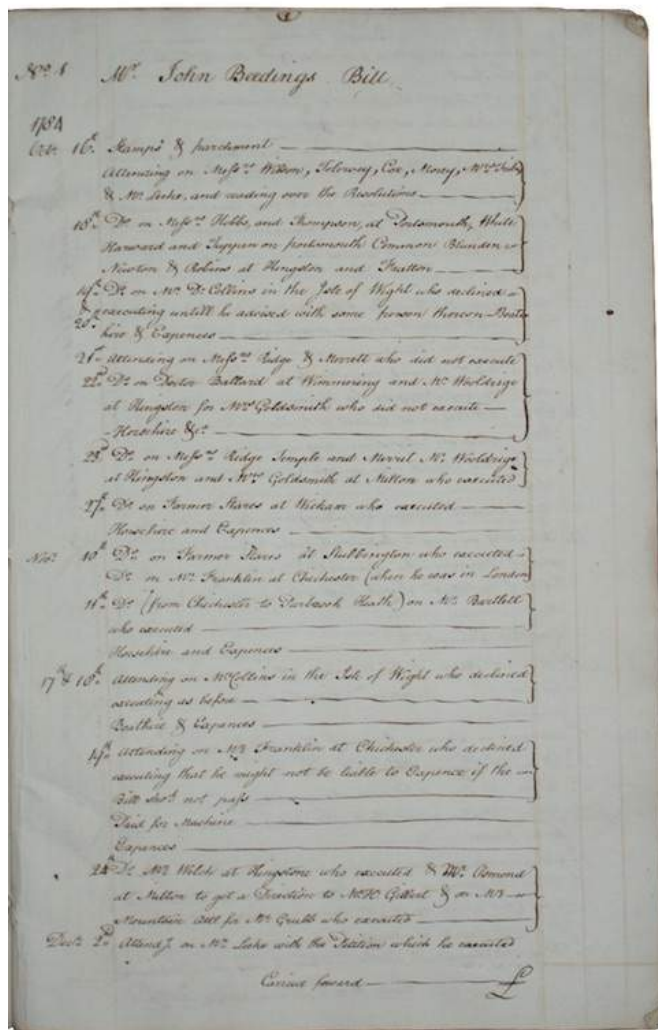 No. 1 Mr. John Beedings Bill
1784
Octr. 16th. Stamps & parchment
Attending on Messrs. Cox, Money,
& Mr. Leeke, and reading over the Resolutions
18th. Do. on Messrs. Hobbs, and Thompson, at Portsmouth, White
Harward and Tuppen on portsmouth Common Blunden
Newton & Robins at Kingston and Fratton
19th. Do. on Mr. D. Collins in the Isle of Wight who declined
& executing untill he advised with some person thereon Boat
20th. hire & Expences
21st. Attending on Messrs. Ridge & Merrett who did not execute
22d. Do. on Doctor Ballard at Wimmering and Mr. Wooldrige
at Kingston for Mrs. Goldsmith who did not execute
Horsehire &c.
23d. Do. on Messrs. Ridge Temple and Merril Mr. Wooldrige
at Kingston and Mrs. Goldsmith at Milton who executed
27th. Do. on Farmer Stares at Wickam who executed
Horsehire and Expences
Novr. 10th. Do. on Farmer Stares at Stubbington who executed
Do. on Mr. Franklin at Chichester (when he was in London
11th. Do. (from Chichester to Purbrook Heath) on Mr. Bartlett
who executed
Horsehire and Expences
17th & 18th. Attending on Mr Collins in the Isle of Wight who declined
executing as before
Boathire & Expences
19th. Attending on Mr Franklin at Chichester who declined
executing that he might not be liable to Expence if the
Bill shod. not pass
Paid for Machine
Expences
24th. Do. Mr Welch at Kingstone who executed & Mr. Osmond
at Milton to get a Direction to Mr. Gilbert & on Mr
Mountain for Mr. Grubb who executed
Decr. 2d. Attendg. on Mr. Leeke with the Petition which he executed
Carried forward £